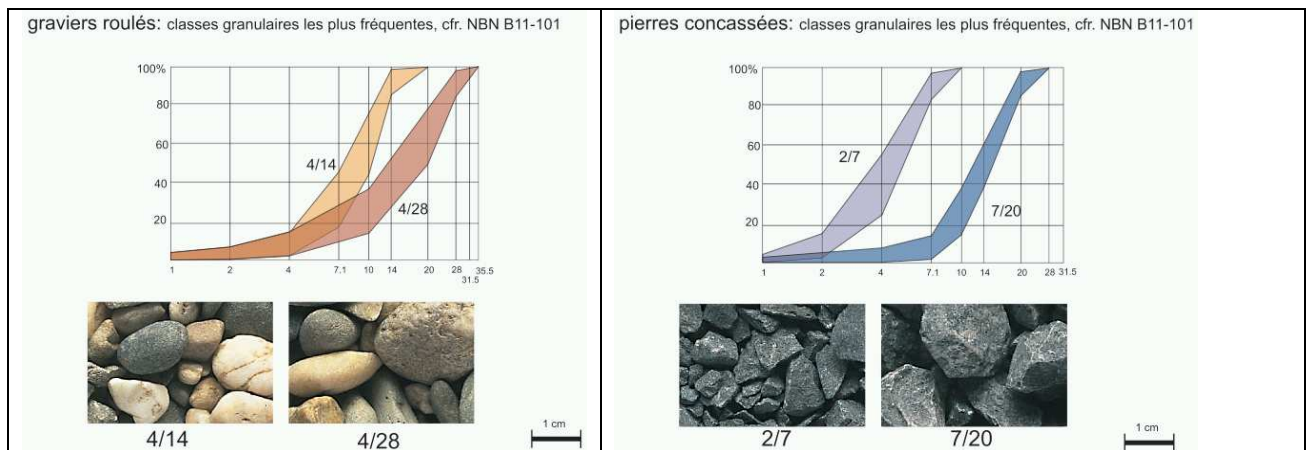 graviers roulés: classes granulaires les plus fréquentes, cfr. NBN B11-101
100%
80
60
40
20
4/14
4/28
1 2 4 7.1 10 14 20 28 35.5
31.5
4/14 4/28
1 cm
pierres concassées: classes granulaires les plus fréquentes, cfr. NBN B11-101
100%
80
60
40
20
2/7
7/20
1 2 4 7.1 10 14 20 28 31.5
2/7 7/20
1 cm